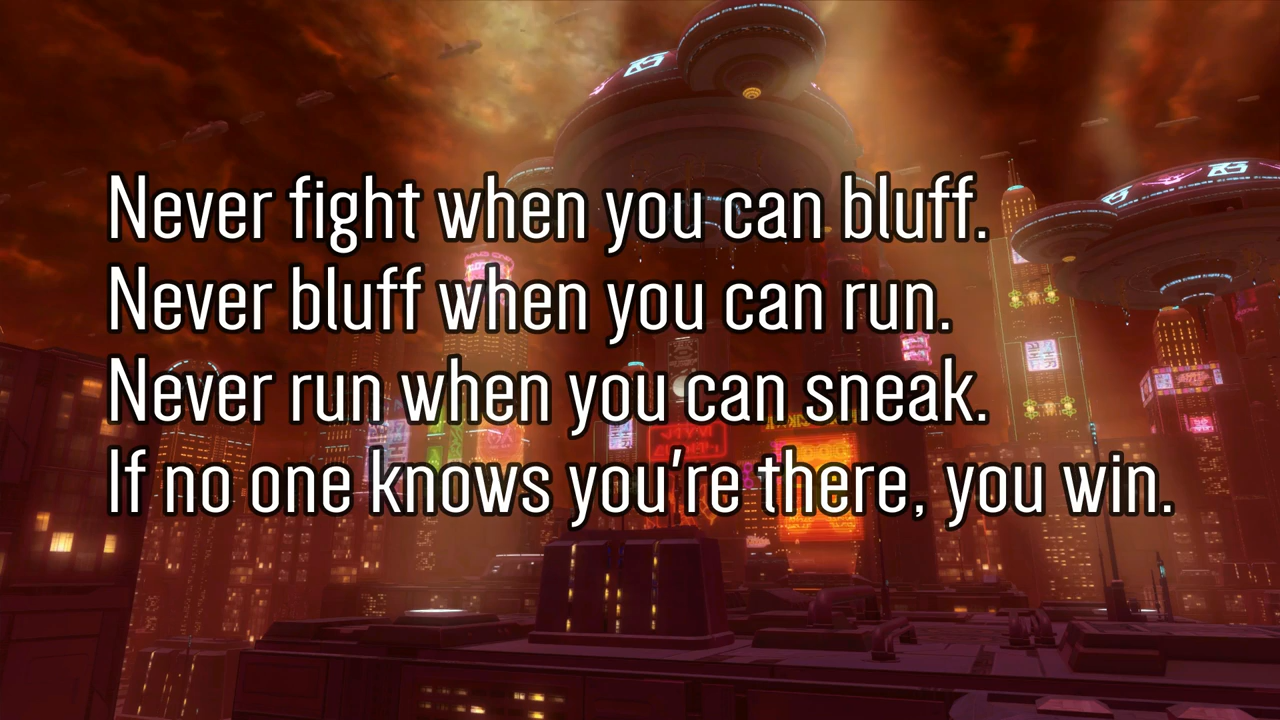 Never fight when you can bluff.
Never bluff when you can run.
Never run when you can sneak.
If no one knows you're there, you win.